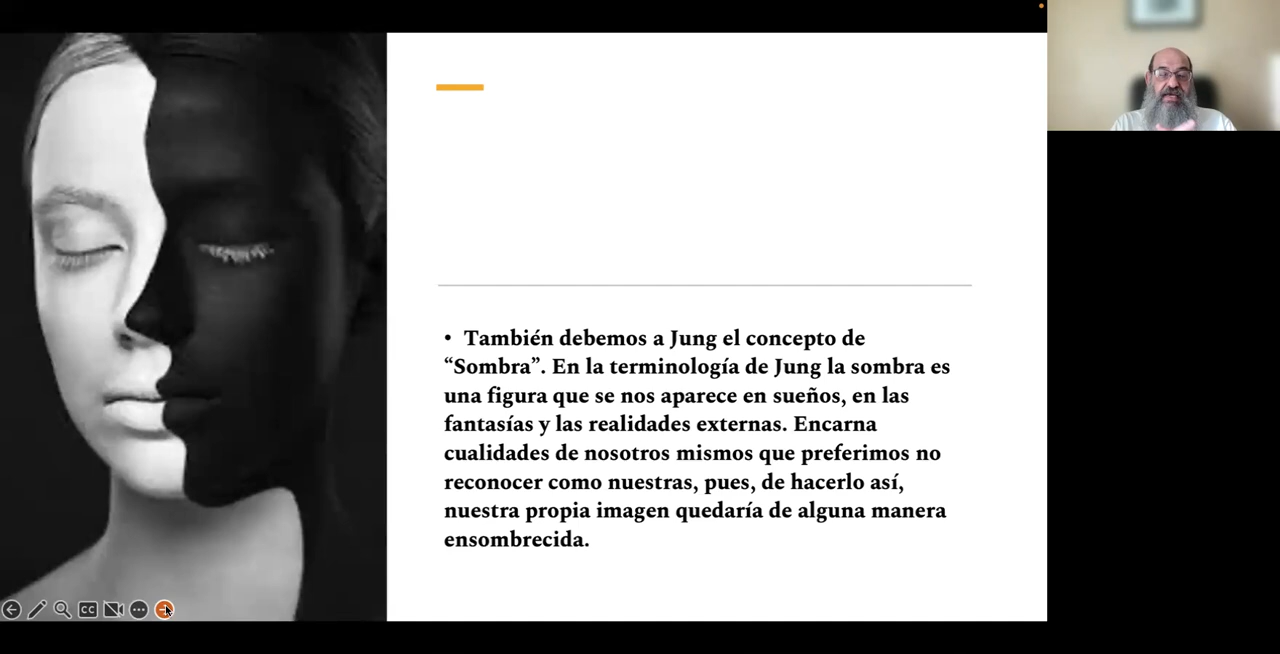 • También debemos a Jung el concepto de
“Sombra”. En la terminología de Jung la sombra es
una figura que se nos aparece en sueños, en las
fantasías y las realidades externas. Encarna
cualidades de nosotros mismos que preferimos no
reconocer como nuestras, pues, de hacerlo así,
nuestra propia imagen quedaría de alguna manera
ensombrecida.
CC